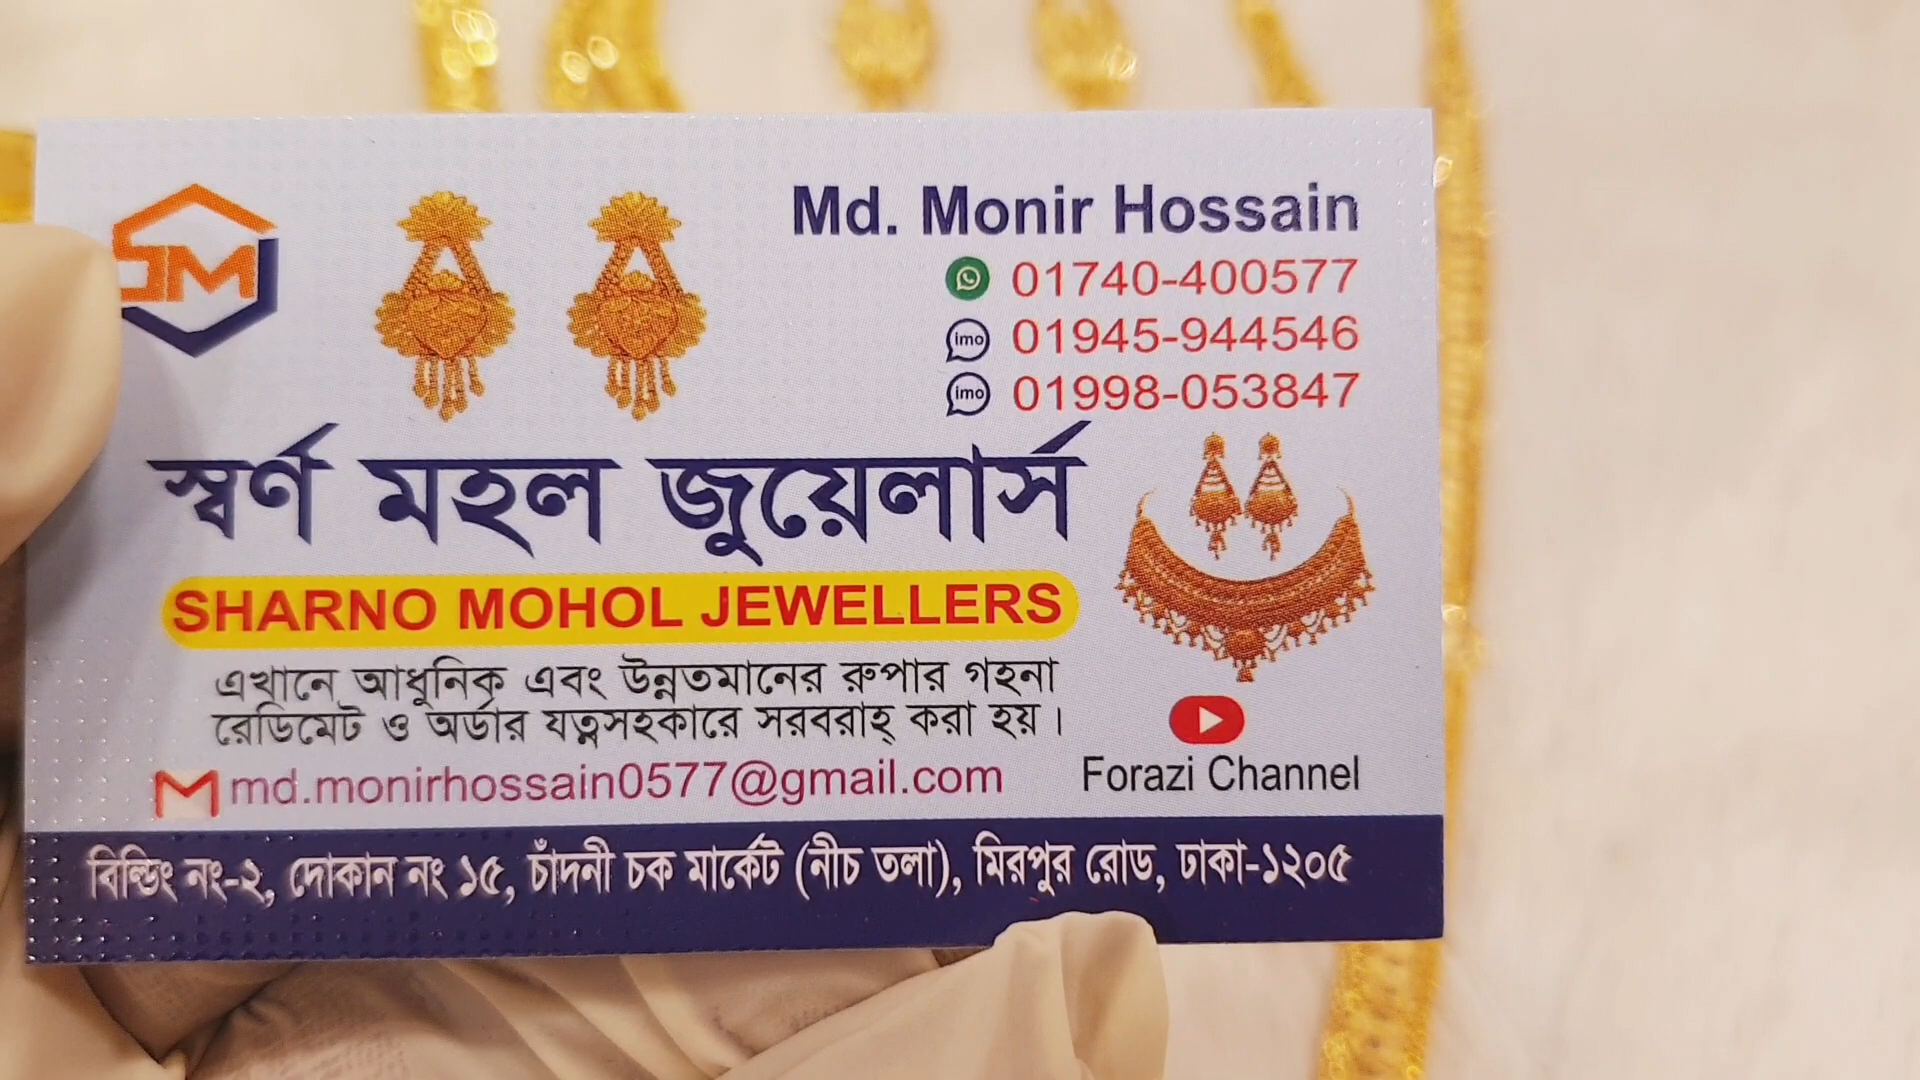 SM
Md. Monir Hossain
01740-400577
imo 01945-944546
imo 01998-053847
স্বর্ণ মহল জুয়েলার্স
SHARNO MOHOL JEWELLERS
এখানে আধুনিক এবং উন্নতমানের রুপার গহনা
রেডিমেট ও অর্ডার যত্নসহকারে সরবরাহ্ করা হয়।
md.monirhossain0577@gmail.com
Forazi Channel
বিল্ডিং নং-২, দোকান নং ১৫, চাঁদনী চক মার্কেট (নীচ তলা), মিরপুর রোড, ঢাকা-১২০৫